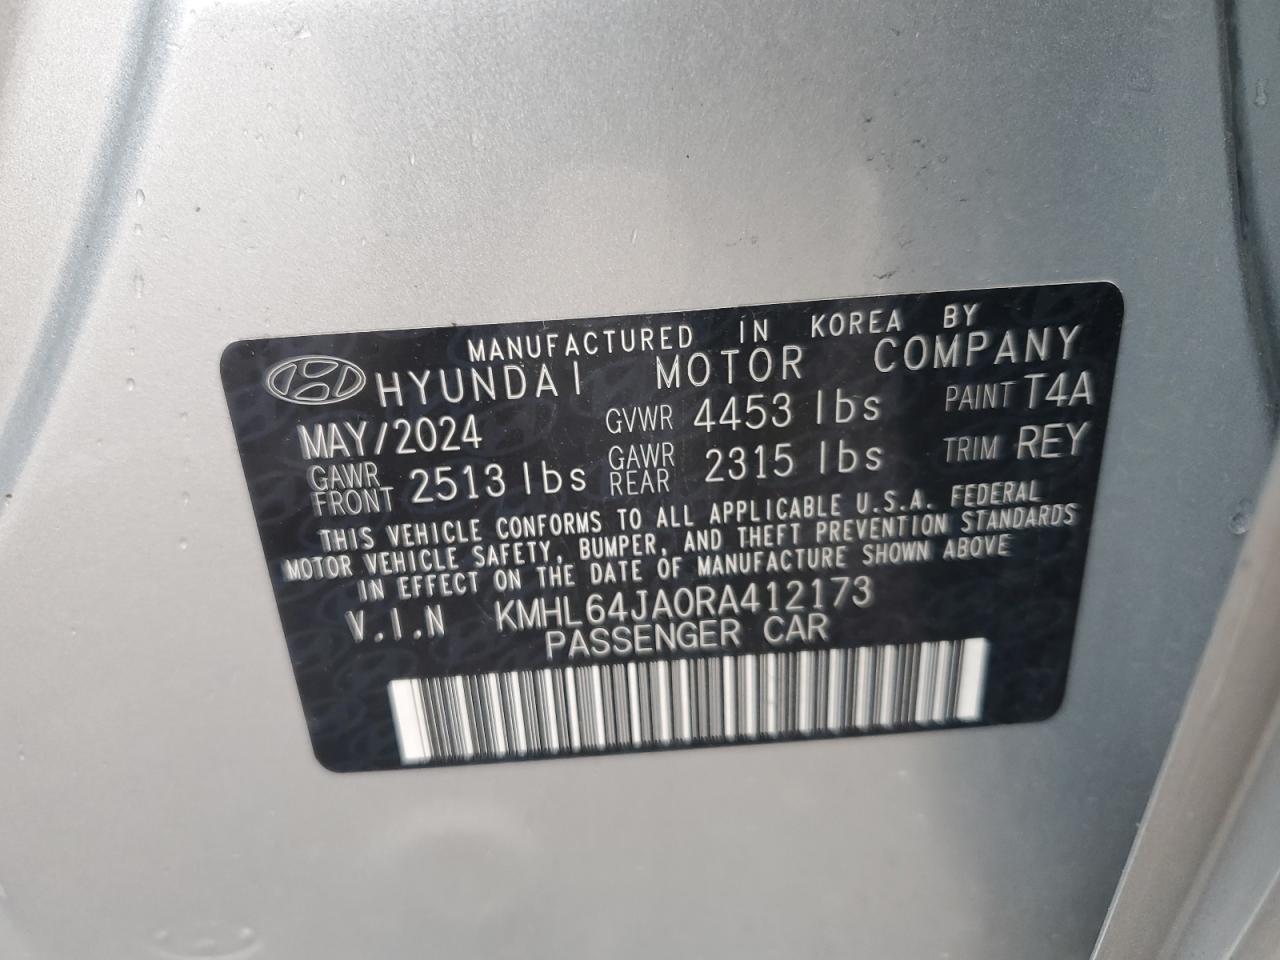 MANUFACTURED IN KOREA BY
HYUNDAI MOTOR COMPANY
MAY/2024 GVWR 4453 lbs PAINT T4A
GAWR FRONT 2513 lbs GAWR REAR 2315 lbs TRIM REY
THIS VEHICLE CONFORMS TO ALL APPLICABLE U.S.A. FEDERAL
MOTOR VEHICLE SAFETY, BUMPER, AND THEFT PREVENTION STANDARDS
IN EFFECT ON THE DATE OF MANUFACTURE SHOWN ABOVE
V.I.N KMHL64JA0RA412173
PASSENGER CAR